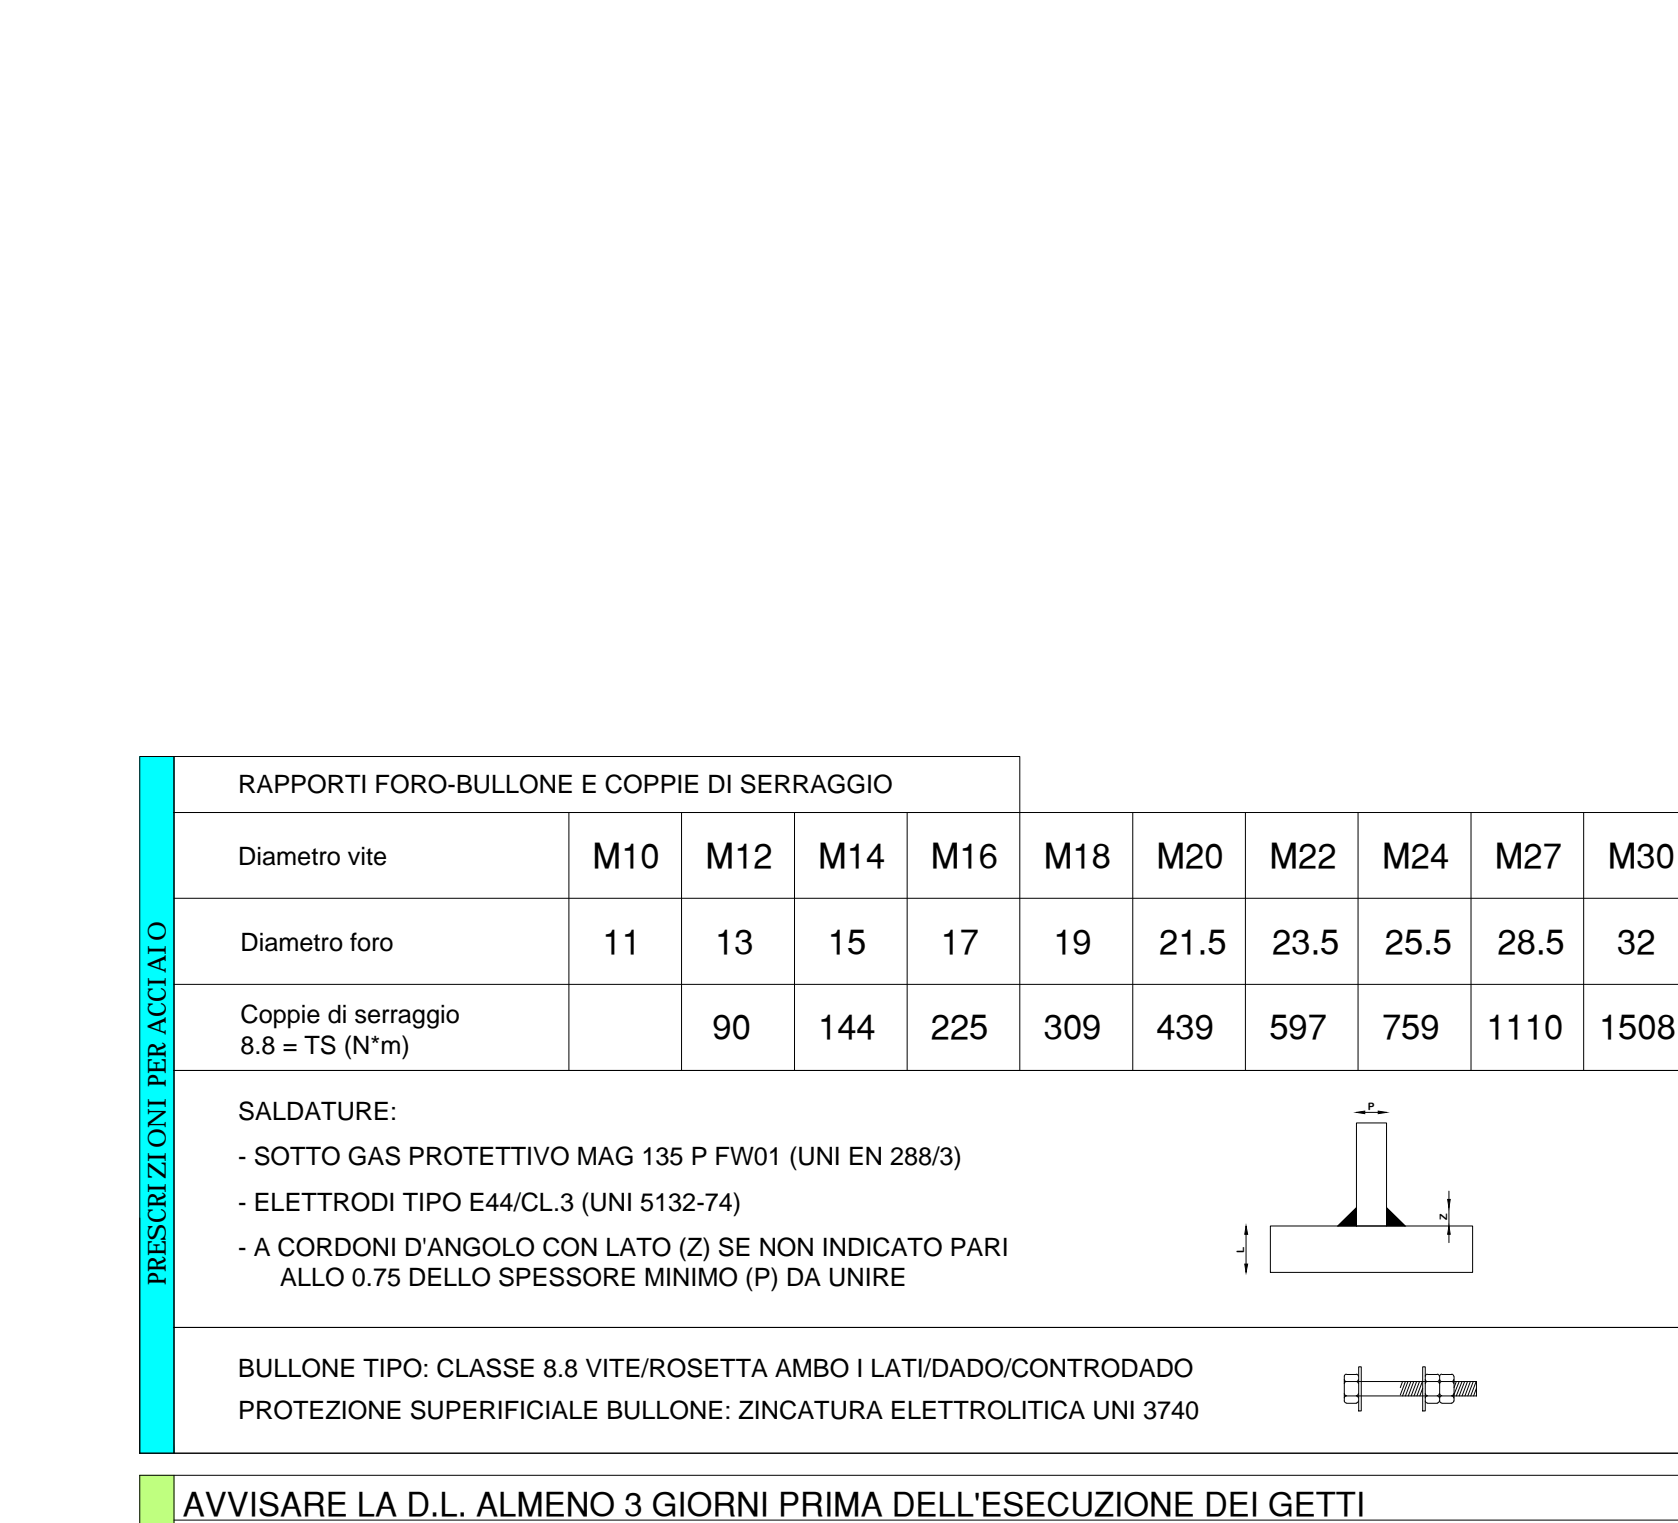 RAPPORTI FORO-BULLONE E COPPIE DI SERRAGGIO
Diametro vite M10 M12 M14 M16 M18 M20 M22 M24 M27 M30
Diametro foro 11 13 15 17 19 21.5 23.5 25.5 28.5 32
Coppie di serraggio
8.8 = TS (N*m) 90 144 225 309 439 597 759 1110 1508
PRESCRIZIONI PER ACCIAIO
SALDATURE:
- SOTTO GAS PROTETTIVO MAG 135 P FW01 (UNI EN 288/3)
- ELETTRODI TIPO E44/CL.3 (UNI 5132-74)
- A CORDONI D'ANGOLO CON LATO (Z) SE NON INDICATO PARI
ALLO 0.75 DELLO SPESSORE MINIMO (P) DA UNIRE
P
Z
L
BULLONE TIPO: CLASSE 8.8 VITE/ROSETTA AMBO I LATI/DADO/CONTRODADO
PROTEZIONE SUPERIFICIALE BULLONE: ZINCATURA ELETTROLITICA UNI 3740
AVVISARE LA D.L. ALMENO 3 GIORNI PRIMA DELL'ESECUZIONE DEI GETTI